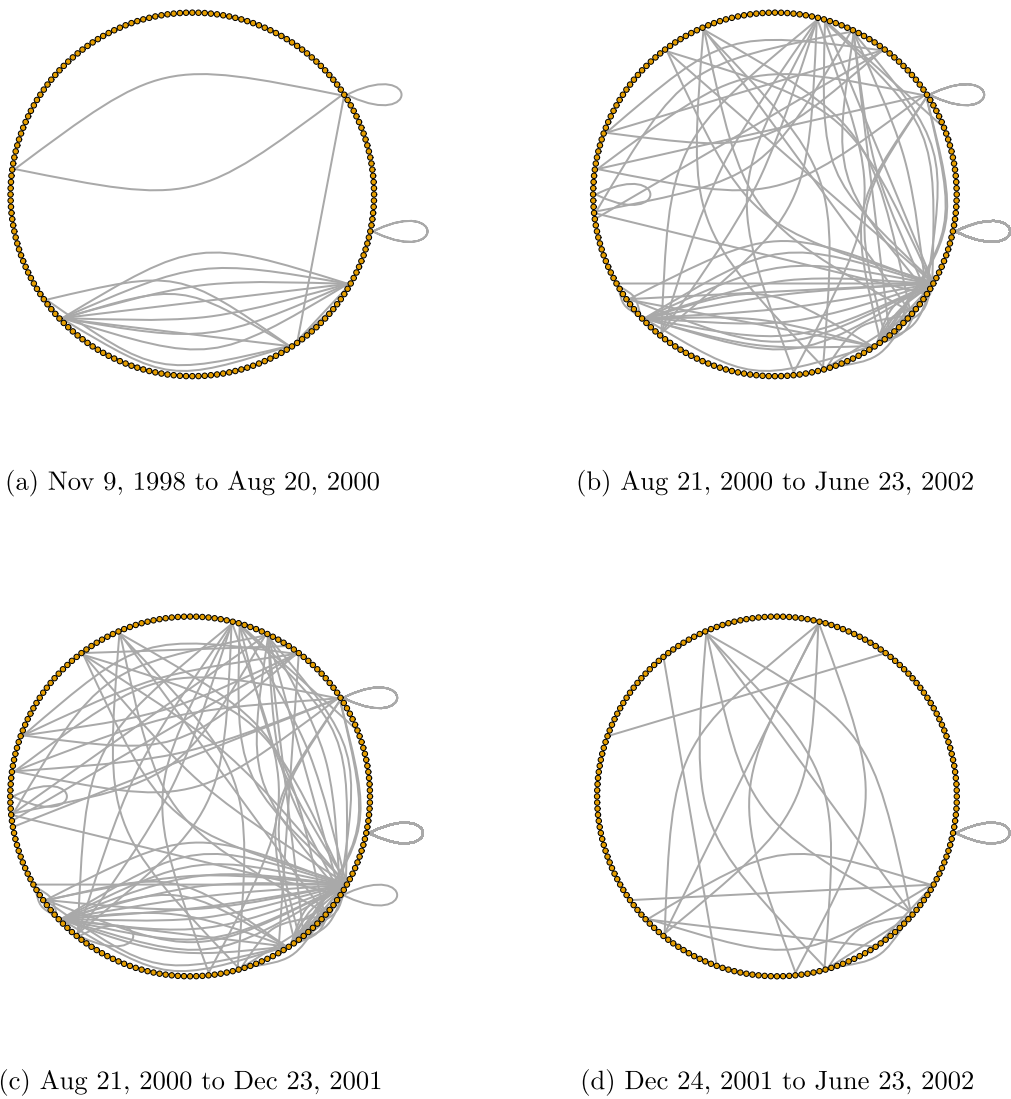 (a) Nov 9, 1998 to Aug 20, 2000
(b) Aug 21, 2000 to June 23, 2002
(c) Aug 21, 2000 to Dec 23, 2001
(d) Dec 24, 2001 to June 23, 2002